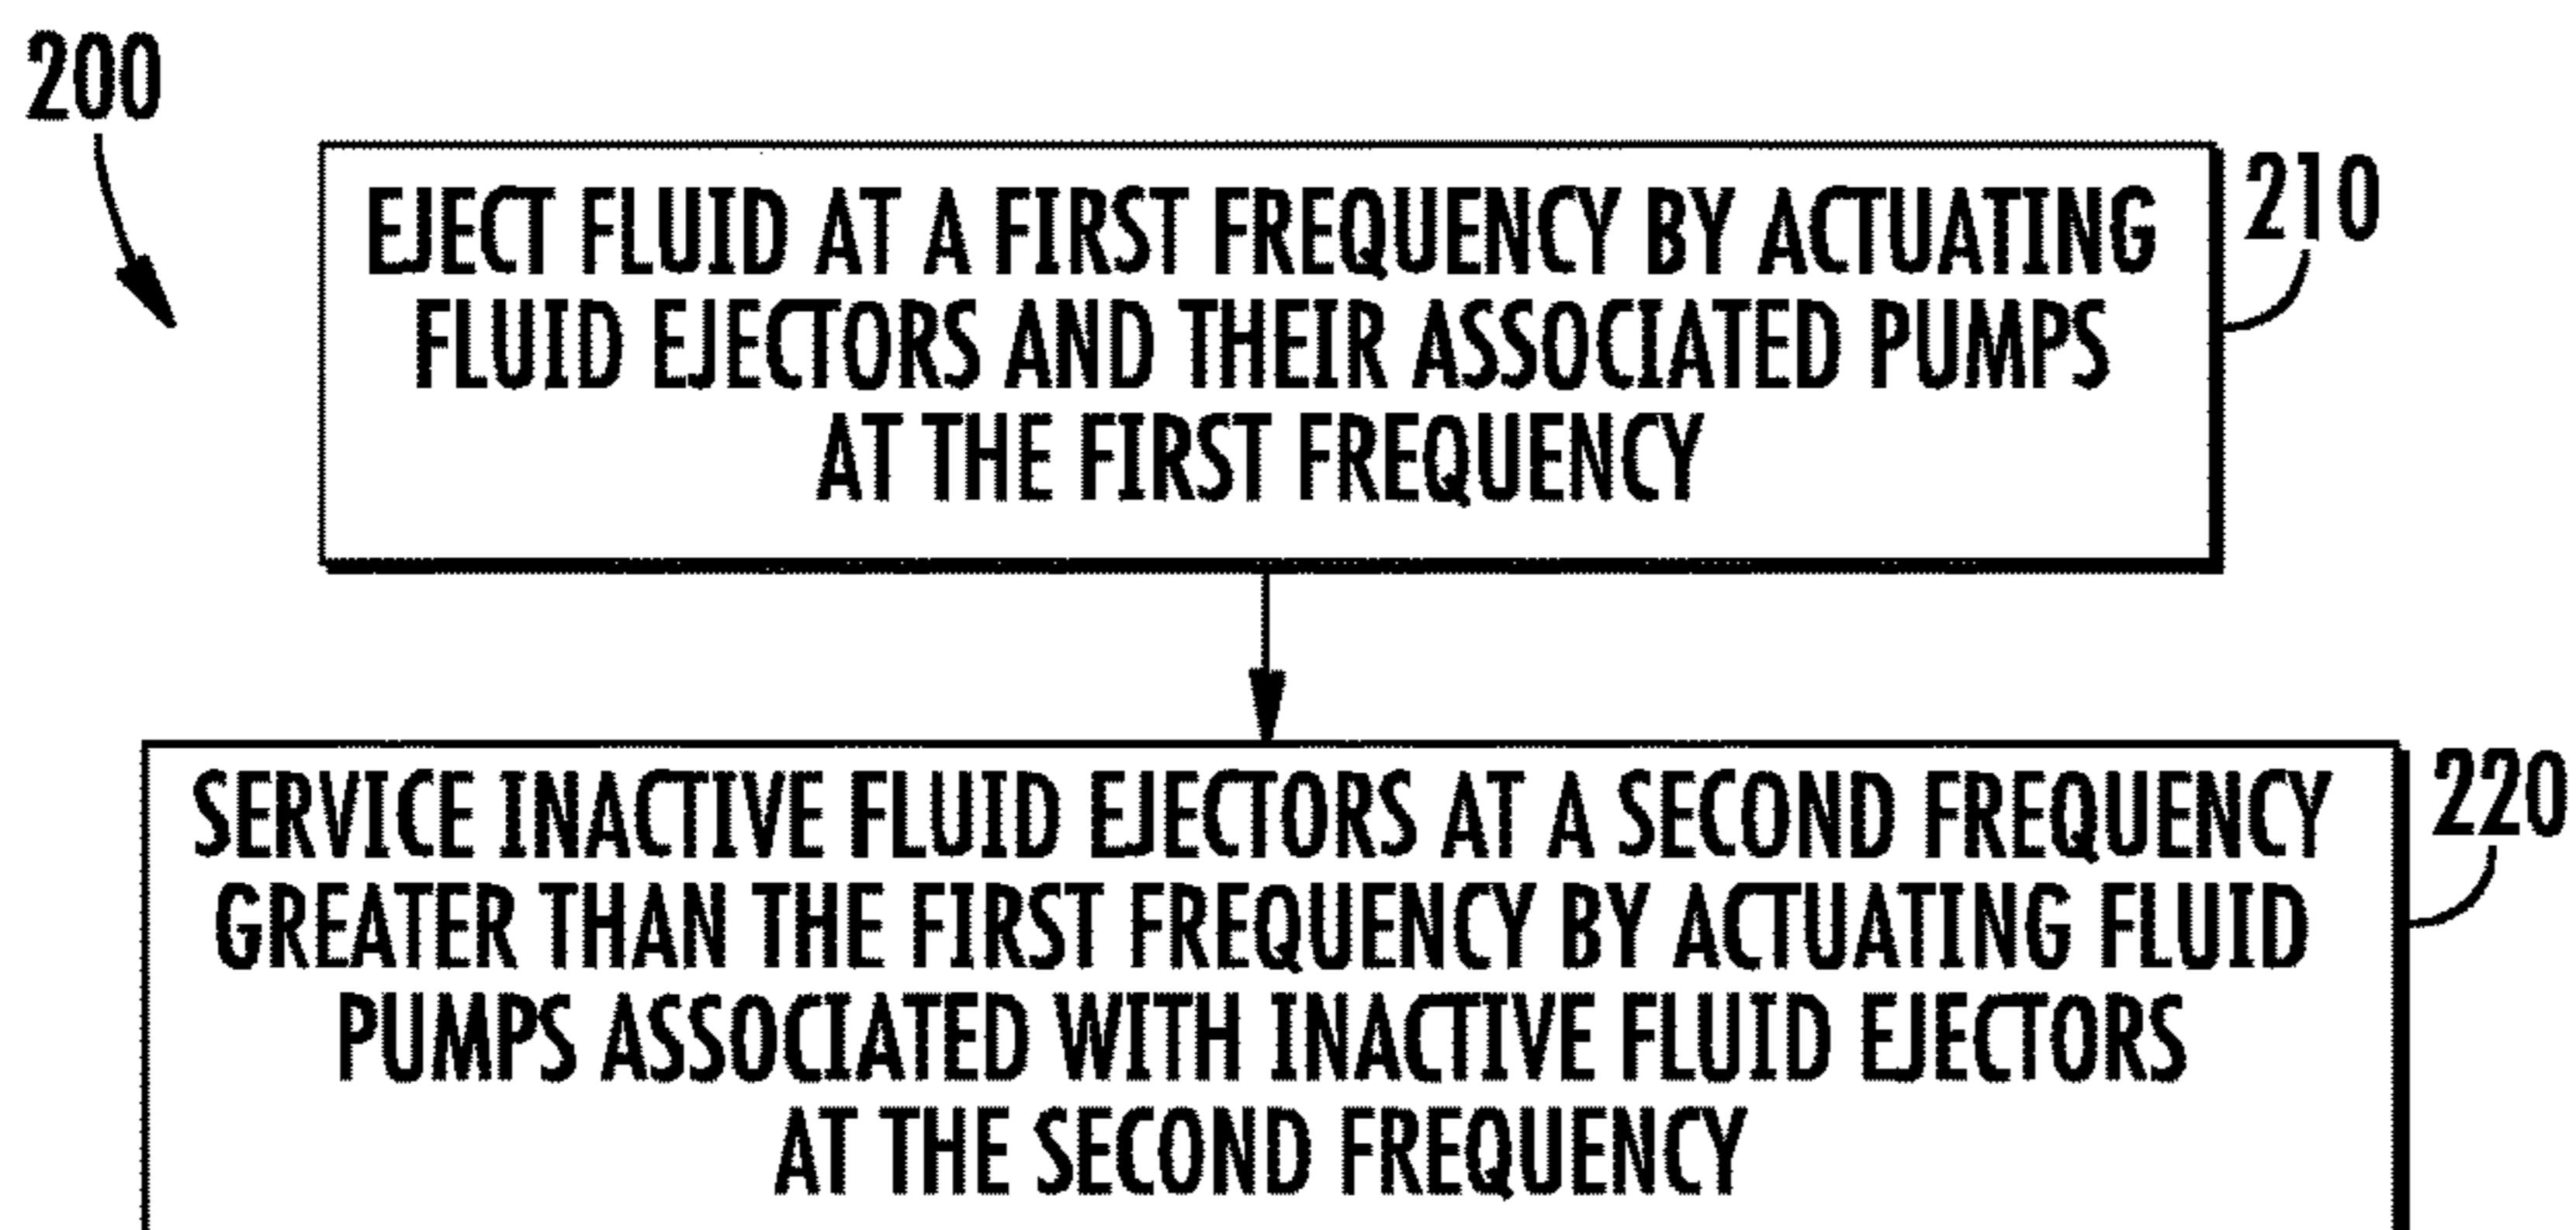 200
EJECT FLUID AT A FIRST FREQUENCY BY ACTUATING
FLUID EJECTORS AND THEIR ASSOCIATED PUMPS
AT THE FIRST FREQUENCY
210
SERVICE INACTIVE FLUID EJECTORS AT A SECOND FREQUENCY
GREATER THAN THE FIRST FREQUENCY BY ACTUATING FLUID
PUMPS ASSOCIATED WITH INACTIVE FLUID EJECTORS
AT THE SECOND FREQUENCY
220